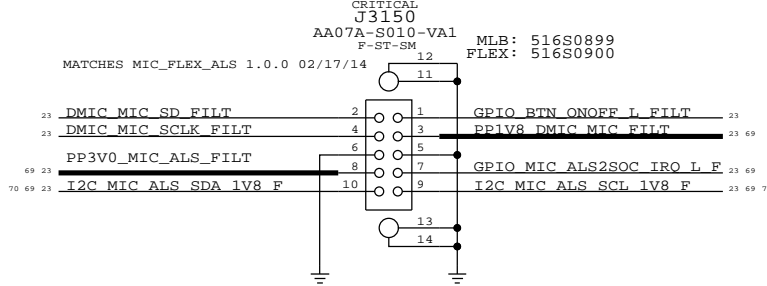 CRITICAL
J3150
AA07A-S010-VA1
F-ST-SM
MLB: 516S0899
FLEX: 516S0900
MATCHES MIC_FLEX_ALS 1.0.0 02/17/14
12
11
23 DMIC_MIC_SD_FILT 2 1 GPIO_BTN_ONOFF_L_FILT 23
23 DMIC_MIC_SCLK_FILT 4 3 PP1V8_DMIC_MIC_FILT 23 69
6 5
PP3V0_MIC_ALS_FILT
69 23 8 7 GPIO_MIC_ALS2SOC_IRQ_L_F 23 69
70 69 23 I2C_MIC_ALS_SDA_1V8_F 10 9 I2C_MIC_ALS_SCL_1V8_F 23 69 7
13
14